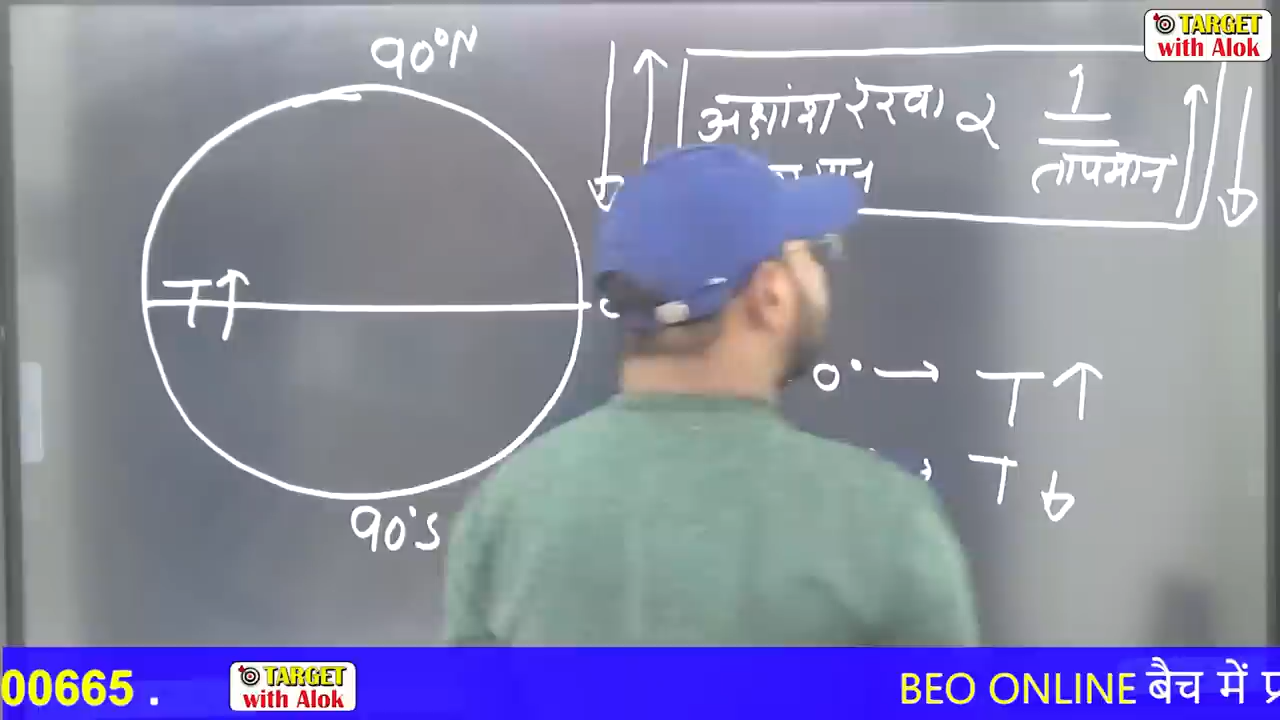 90°N
TARGET
with Alok
अक्षांश रेखा ∝ 1
तापमान
T↑
0° → T↑
→ T↓
90°S
00665 .
TARGET
with Alok
BEO ONLINE बैच में